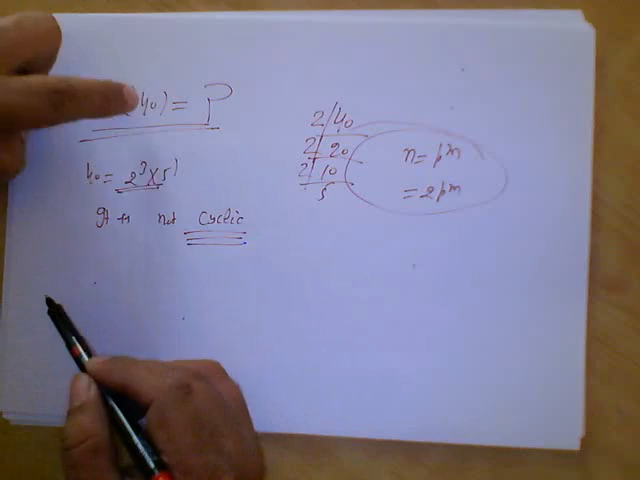 (40) = P
40 = 2³ × 5¹
It is not cyclic
2/40
2/20
2/10
5
n = pᵐ
= 2pᵐ